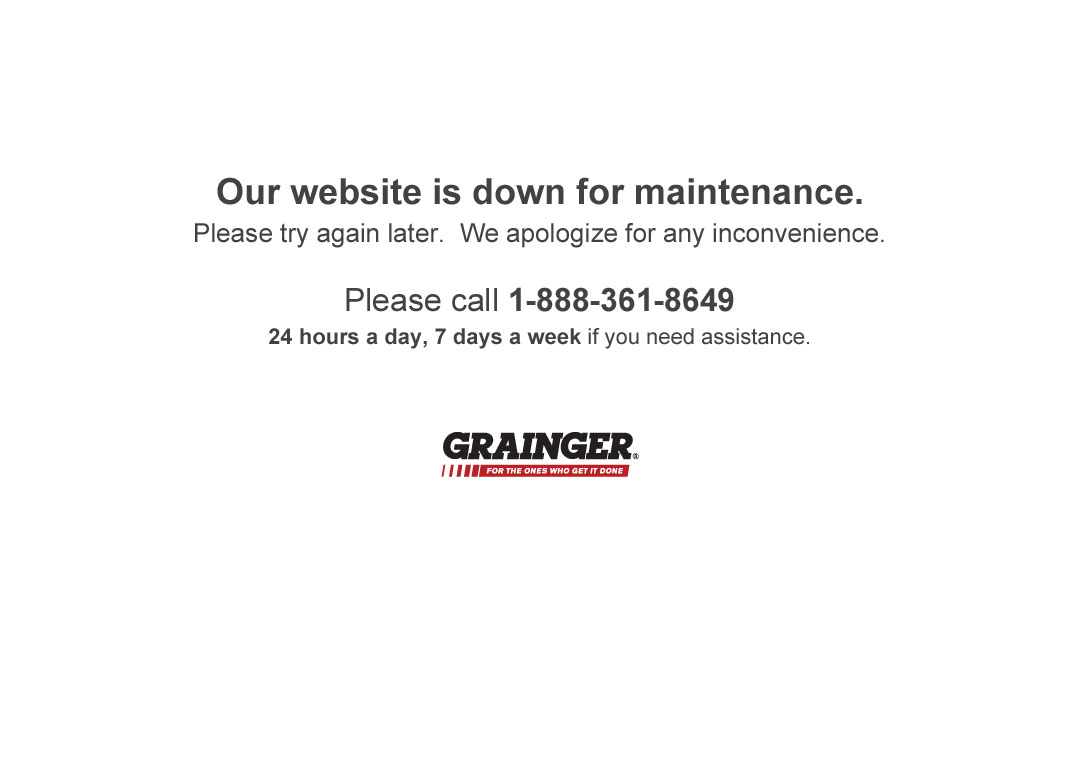 Our website is down for maintenance.
Please try again later.  We apologize for any inconvenience.
Please call 1-888-361-8649
24 hours a day, 7 days a week if you need assistance.
GRAINGER®
FOR THE ONES WHO GET IT DONE